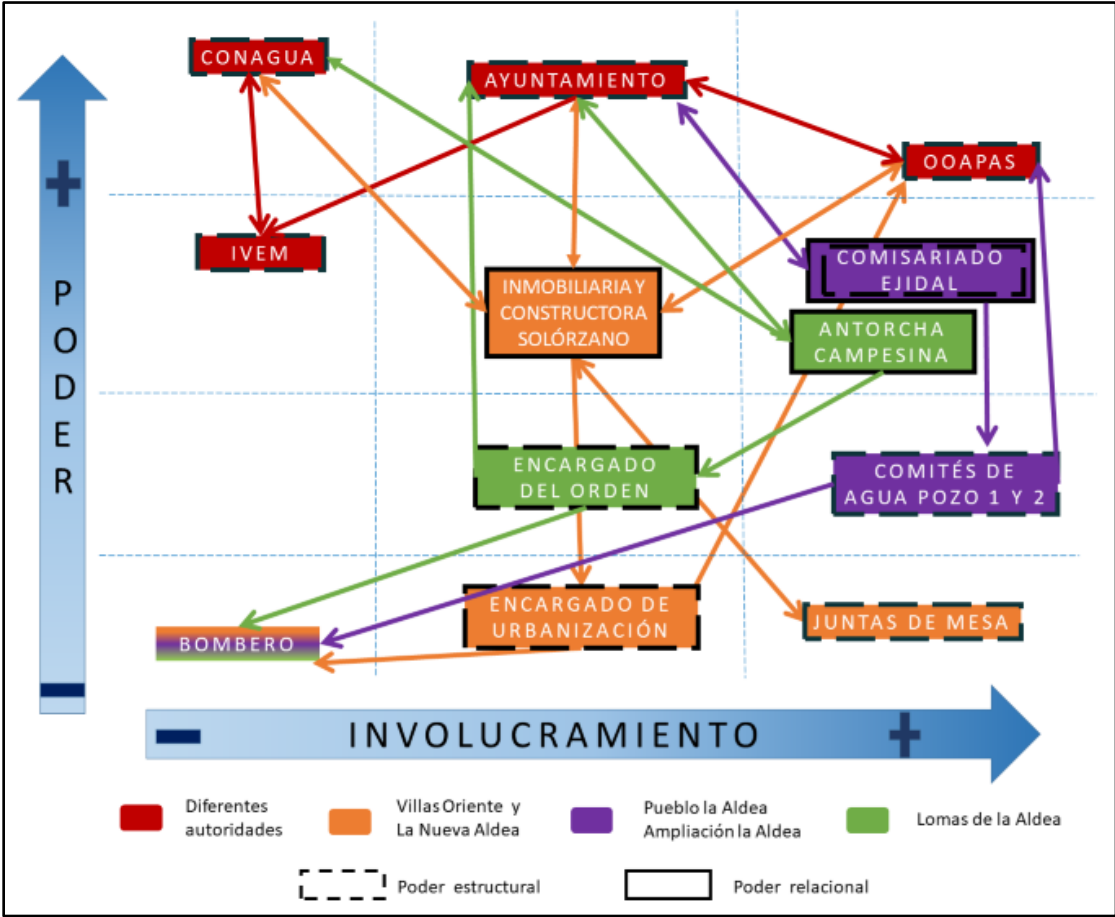 CONAGUA
AYUNTAMIENTO
OOAPAS
IVEM
COMISARIADO
EJIDAL
INMOBILIARIA Y
CONSTRUCTORA
SOLÓRZANO
ANTORCHA
CAMPESINA
ENCARGADO
DEL ORDEN
COMITÉS DE
AGUA POZO 1 Y 2
ENCARGADO DE
URBANIZACIÓN
JUNTAS DE MESA
BOMBERO
+
PODER
INVOLUCRAMIENTO
+
Diferentes
autoridades
Villas Oriente y
La Nueva Aldea
Pueblo la Aldea
Ampliación la Aldea
Lomas de la Aldea
Poder estructural
Poder relacional